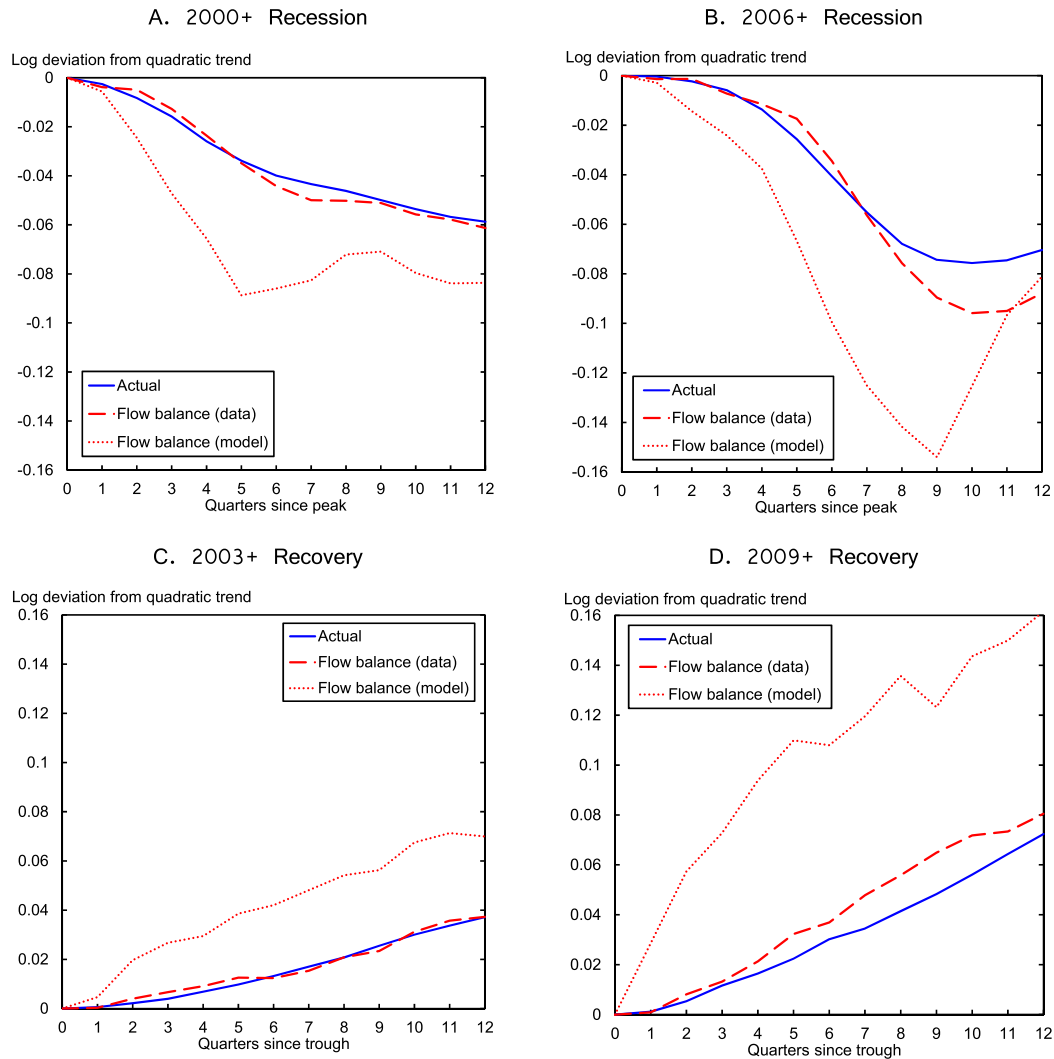 A. 2000+ Recession
Log deviation from quadratic trend
0
-0.02
-0.04
-0.06
-0.08
-0.1
-0.12
-0.14
-0.16
Actual
Flow balance (data)
Flow balance (model)
0 1 2 3 4 5 6 7 8 9 10 11 12
Quarters since peak
B. 2006+ Recession
Log deviation from quadratic trend
0
-0.02
-0.04
-0.06
-0.08
-0.1
-0.12
-0.14
-0.16
Actual
Flow balance (data)
Flow balance (model)
0 1 2 3 4 5 6 7 8 9 10 11 12
Quarters since peak
C. 2003+ Recovery
Log deviation from quadratic trend
0.16
0.14
0.12
0.1
0.08
0.06
0.04
0.02
0
Actual
Flow balance (data)
Flow balance (model)
0 1 2 3 4 5 6 7 8 9 10 11 12
Quarters since trough
D. 2009+ Recovery
Log deviation from quadratic trend
0.16
0.14
0.12
0.1
0.08
0.06
0.04
0.02
0
Actual
Flow balance (data)
Flow balance (model)
0 1 2 3 4 5 6 7 8 9 10 11 12
Quarters since trough